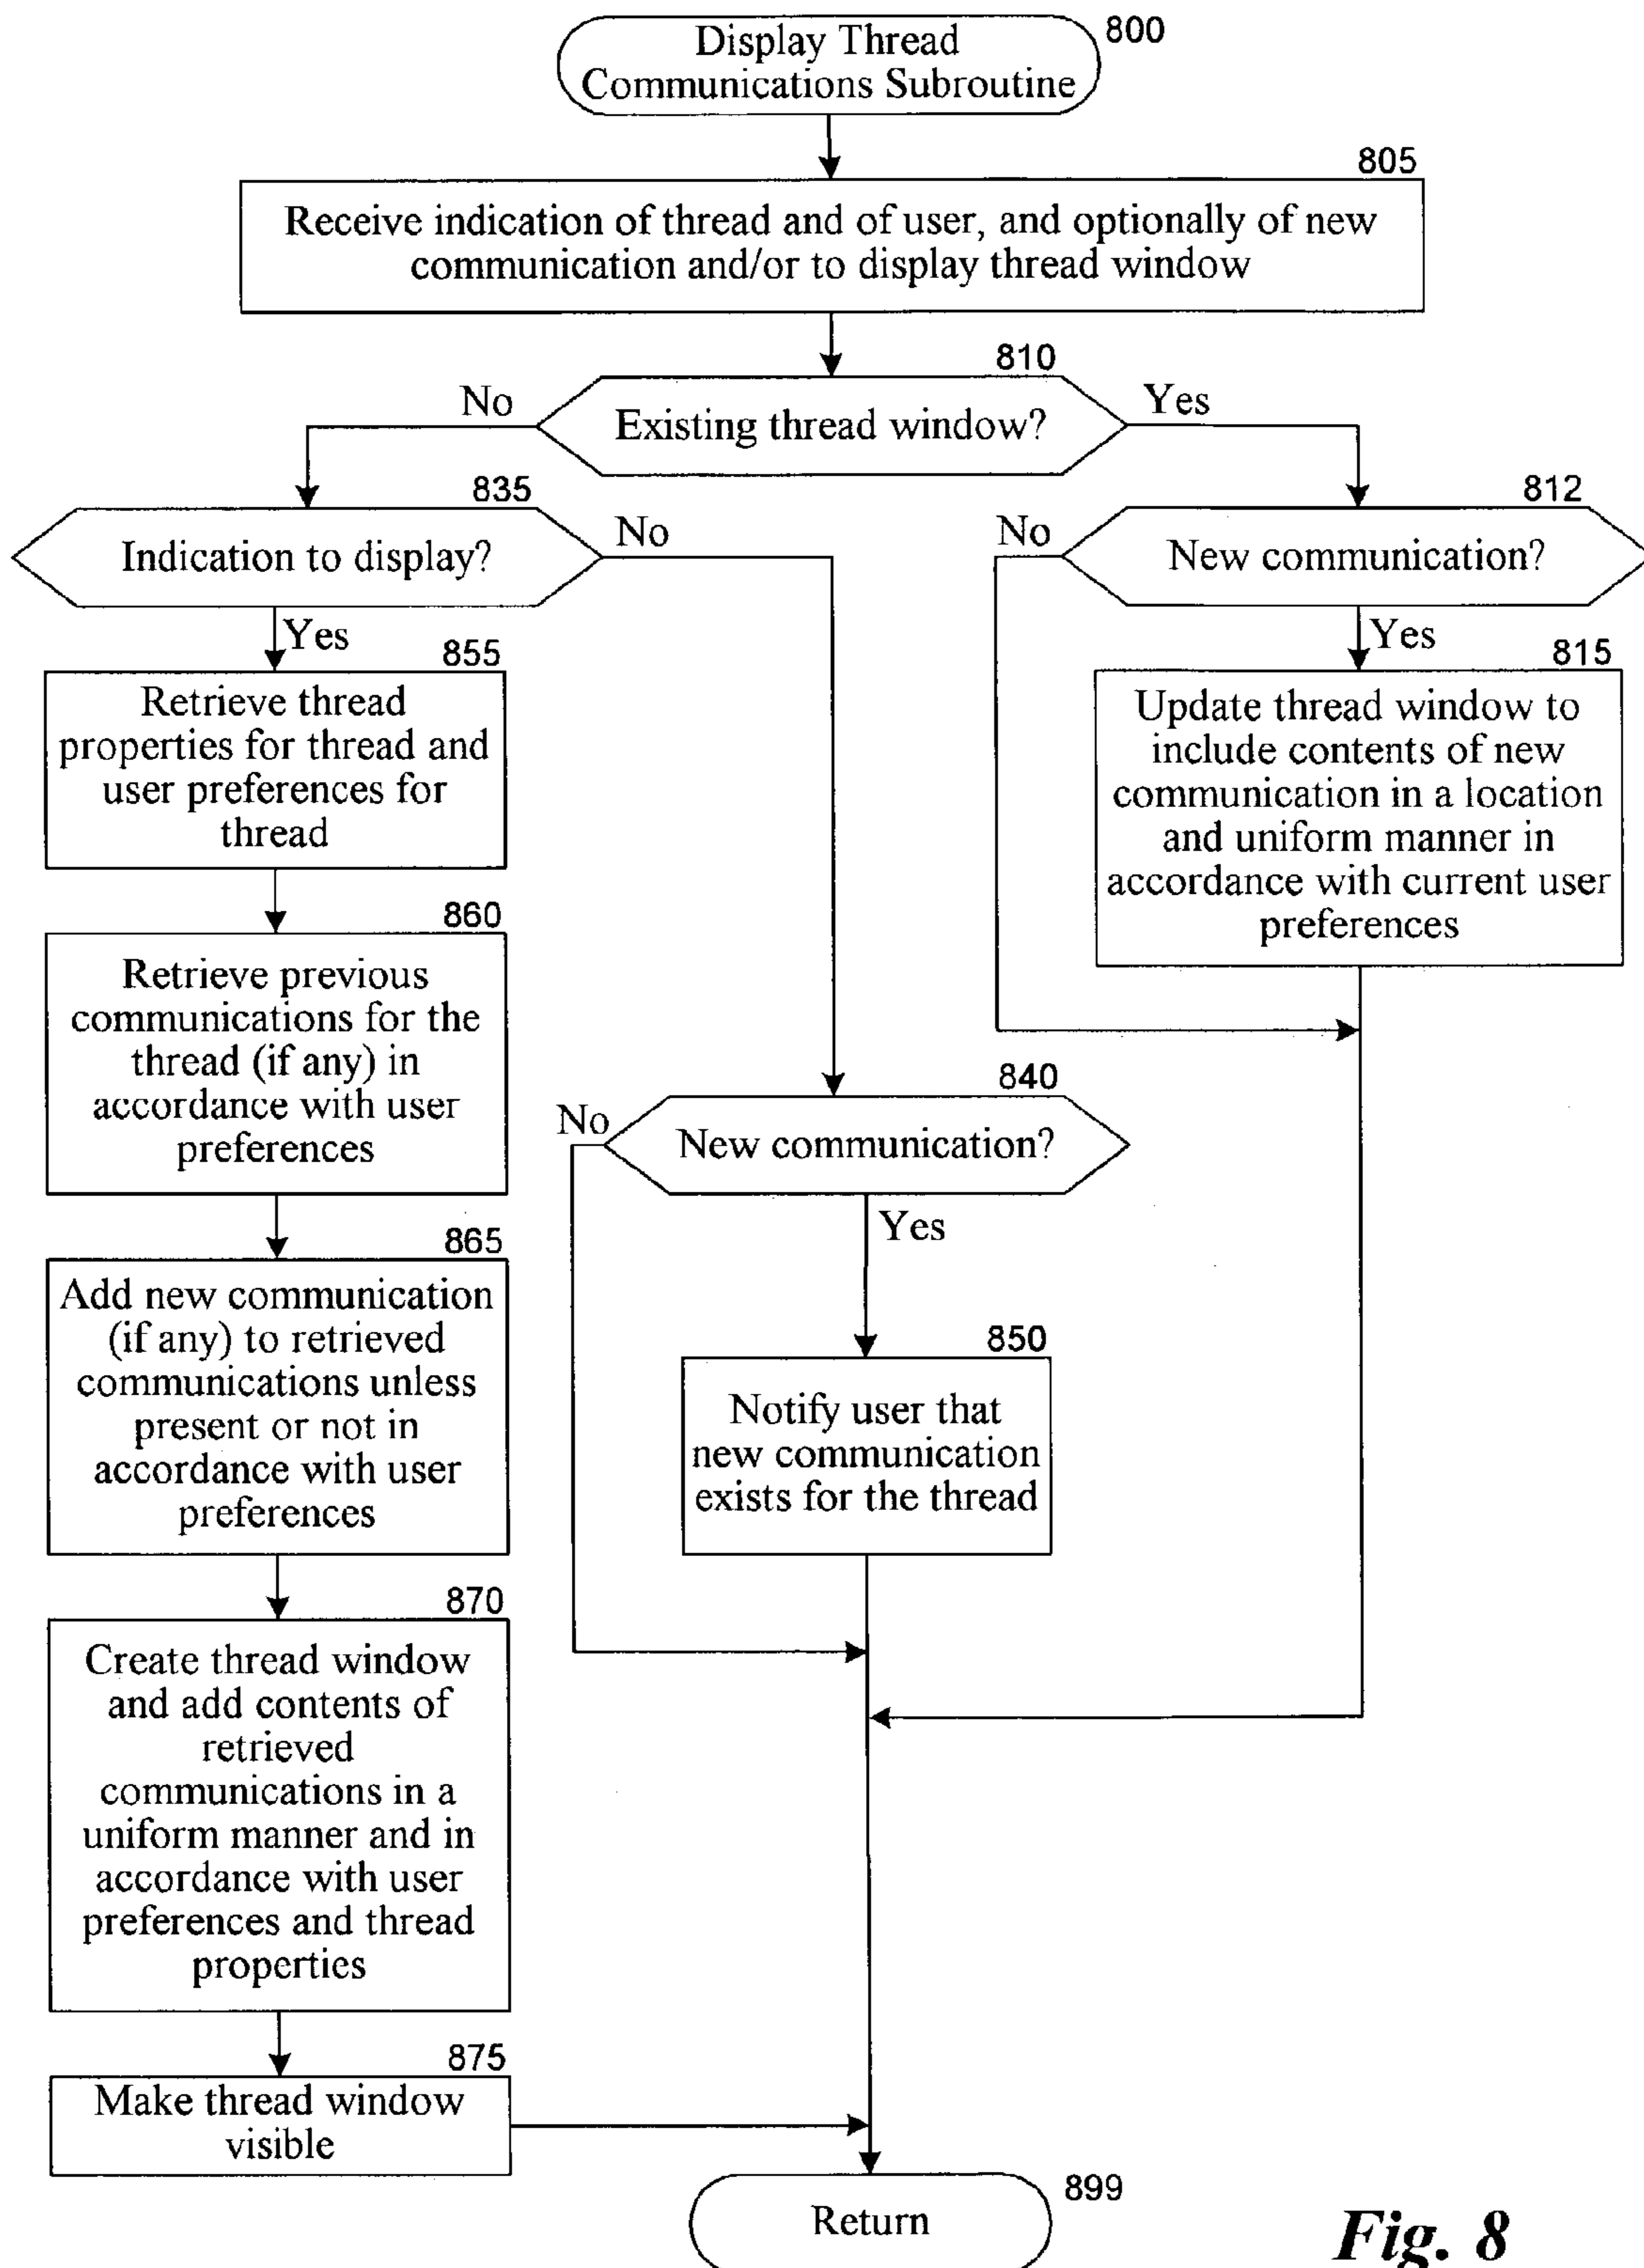 Display Thread
Communications Subroutine
800
805
Receive indication of thread and of user, and optionally of new
communication and/or to display thread window
810
No
Existing thread window?
Yes
835
Indication to display?
No
812
No
New communication?
Yes
855
Retrieve thread
properties for thread and
user preferences for
thread
Yes
815
Update thread window to
include contents of new
communication in a location
and uniform manner in
accordance with current user
preferences
860
Retrieve previous
communications for the
thread (if any) in
accordance with user
preferences
840
No
New communication?
Yes
865
Add new communication
(if any) to retrieved
communications unless
present or not in
accordance with user
preferences
850
Notify user that
new communication
exists for the thread
870
Create thread window
and add contents of
retrieved
communications in a
uniform manner and in
accordance with user
preferences and thread
properties
875
Make thread window
visible
899
Return
Fig. 8